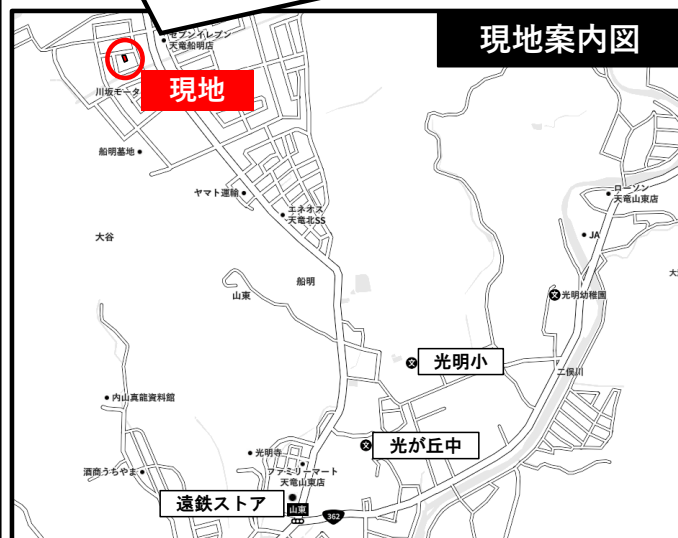 現地案内図
セブンイレブン
天竜船明店
現地
川坂モータ
船明墓地
ヤマト運輸
エネオス
天竜北SS
ローソン
天竜山東店
JA
大谷
船明
山東
光明幼稚園
光明小
二俣川
内山真龍資料館
光が丘中
光明寺
ファミリーマート
天竜山東店
酒商うちやま
遠鉄ストア
山東
362